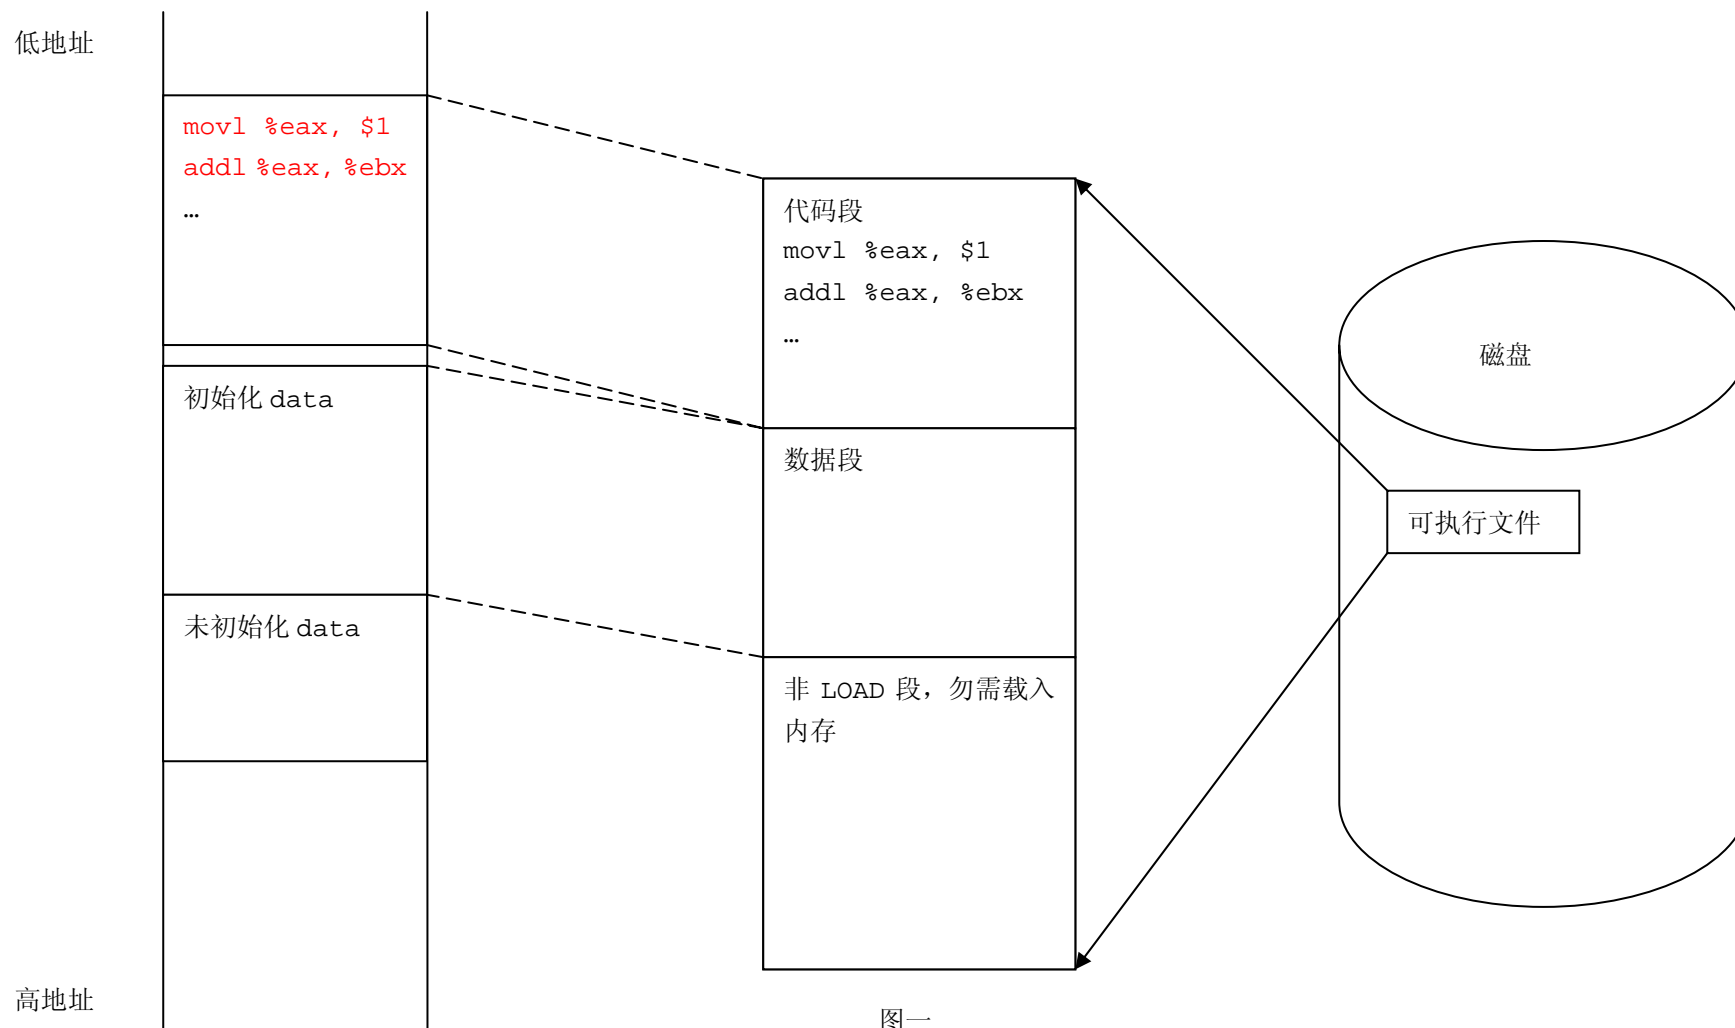 低地址
movl %eax, $1
addl %eax, %ebx
…
初始化 data
未初始化 data
高地址
代码段
movl %eax, $1
addl %eax, %ebx
…
数据段
非 LOAD 段，勿需载入
内存
磁盘
可执行文件
图一